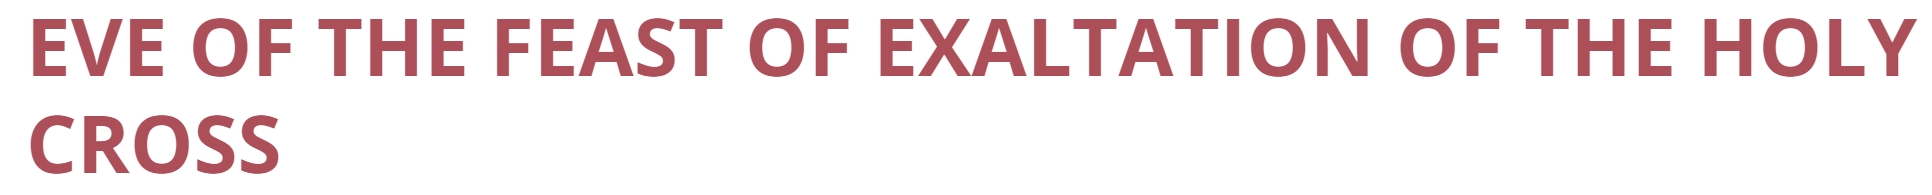 EVE OF THE FEAST OF EXALTATION OF THE HOLY
CROSS